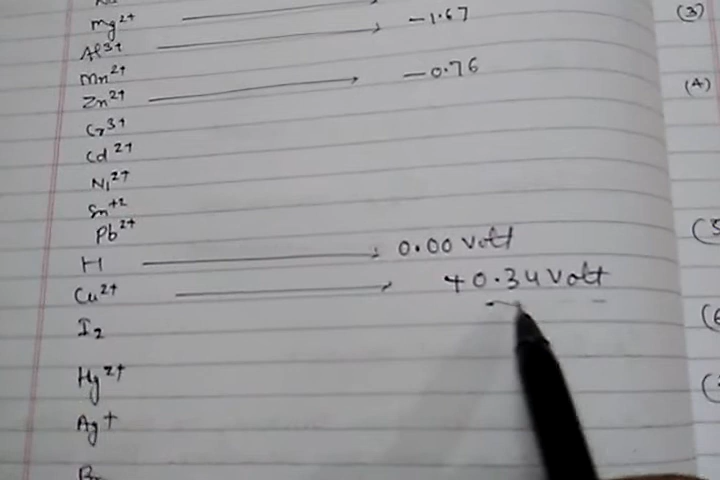 Mg²⁺
Al³⁺ -1.67
Mn²⁺
Zn²⁺ -0.76
Cr³⁺
Cd²⁺
Ni²⁺
Sn⁺²
Pb²⁺
H 0.00 volt
Cu²⁺ +0.34 volt
I₂
Hg²⁺
Ag⁺
(3)
(4)